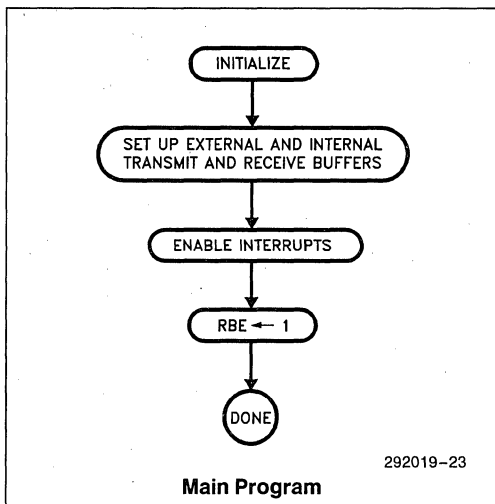 INITIALIZE
SET UP EXTERNAL AND INTERNAL
TRANSMIT AND RECEIVE BUFFERS
ENABLE INTERRUPTS
RBE ← 1
DONE
292019-23
Main Program